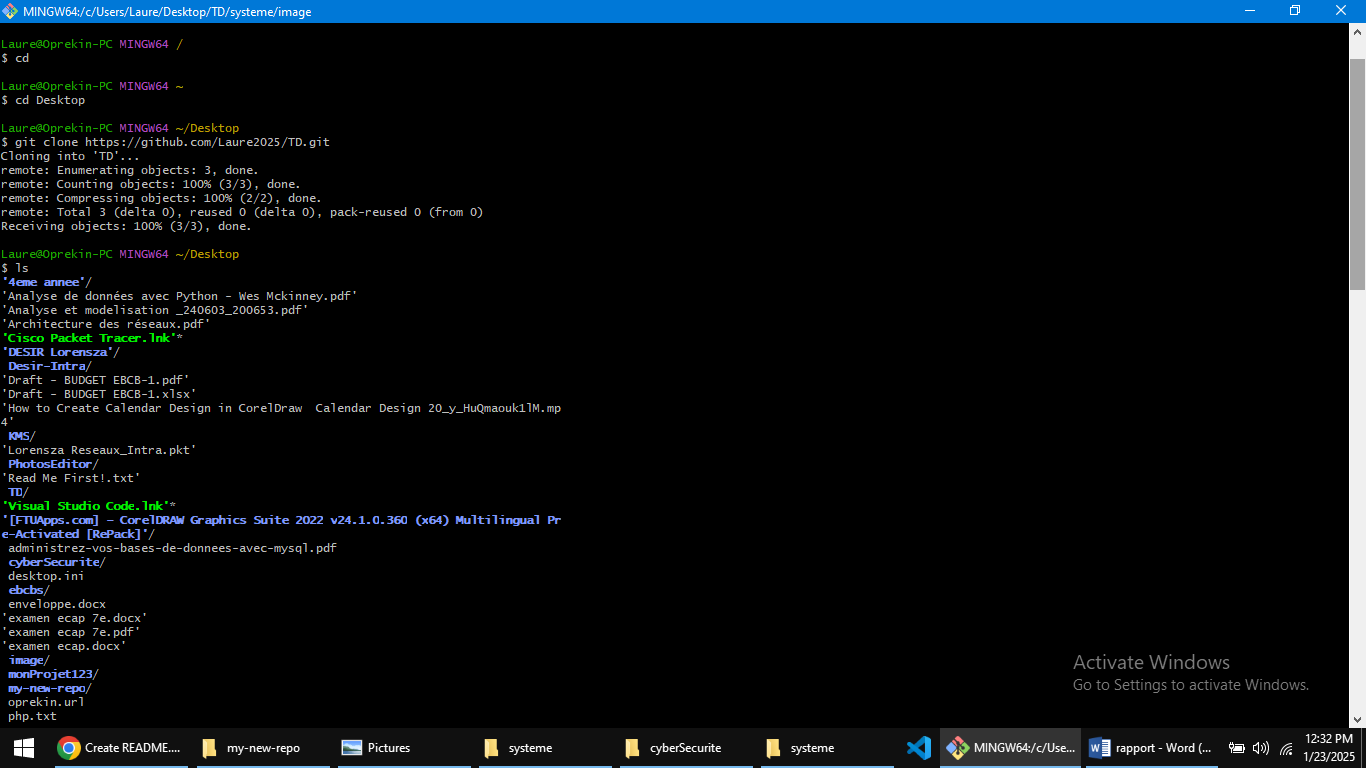 MINGW64:/c/Users/Laure/Desktop/TD/systeme/image
Laure@Oprekin-PC MINGW64 /
$ cd
Laure@Oprekin-PC MINGW64 ~
$ cd Desktop
Laure@Oprekin-PC MINGW64 ~/Desktop
$ git clone https://github.com/Laure2025/TD.git
Cloning into 'TD'...
remote: Enumerating objects: 3, done.
remote: Counting objects: 100% (3/3), done.
remote: Compressing objects: 100% (2/2), done.
remote: Total 3 (delta 0), reused 0 (delta 0), pack-reused 0 (from 0)
Receiving objects: 100% (3/3), done.
Laure@Oprekin-PC MINGW64 ~/Desktop
$ ls
'4eme annee'/
'Analyse de données avec Python - Wes Mckinney.pdf'
'Analyse et modelisation _240603_200653.pdf'
'Architecture des réseaux.pdf'
'Cisco Packet Tracer.lnk'*
'DESIR Lorensza'/
Desir-Intra/
'Draft - BUDGET EBCB-1.pdf'
'Draft - BUDGET EBCB-1.xlsx'
'How to Create Calendar Design in CorelDraw  Calendar Design 20_y_HuQmaouk1lM.mp
4'
KMS/
'Lorensza Reseaux_Intra.pkt'
PhotosEditor/
'Read Me First!.txt'
TD/
'Visual Studio Code.lnk'*
'[FTUApps.com] - CorelDRAW Graphics Suite 2022 v24.1.0.360 (x64) Multilingual Pr
e-Activated [RePack]'/
administrez-vos-bases-de-donnees-avec-mysql.pdf
cyberSecurite/
desktop.ini
ebcbs/
enveloppe.docx
'examen ecap 7e.docx'
'examen ecap 7e.pdf'
'examen ecap.docx'
image/
monProjet123/
my-new-repo/
oprekin.url
php.txt
Activate Windows
Go to Settings to activate Windows.
Create README....
my-new-repo
Pictures
systeme
cyberSecurite
systeme
MINGW64:/c/Use...
rapport - Word (...
12:32 PM
1/23/2025